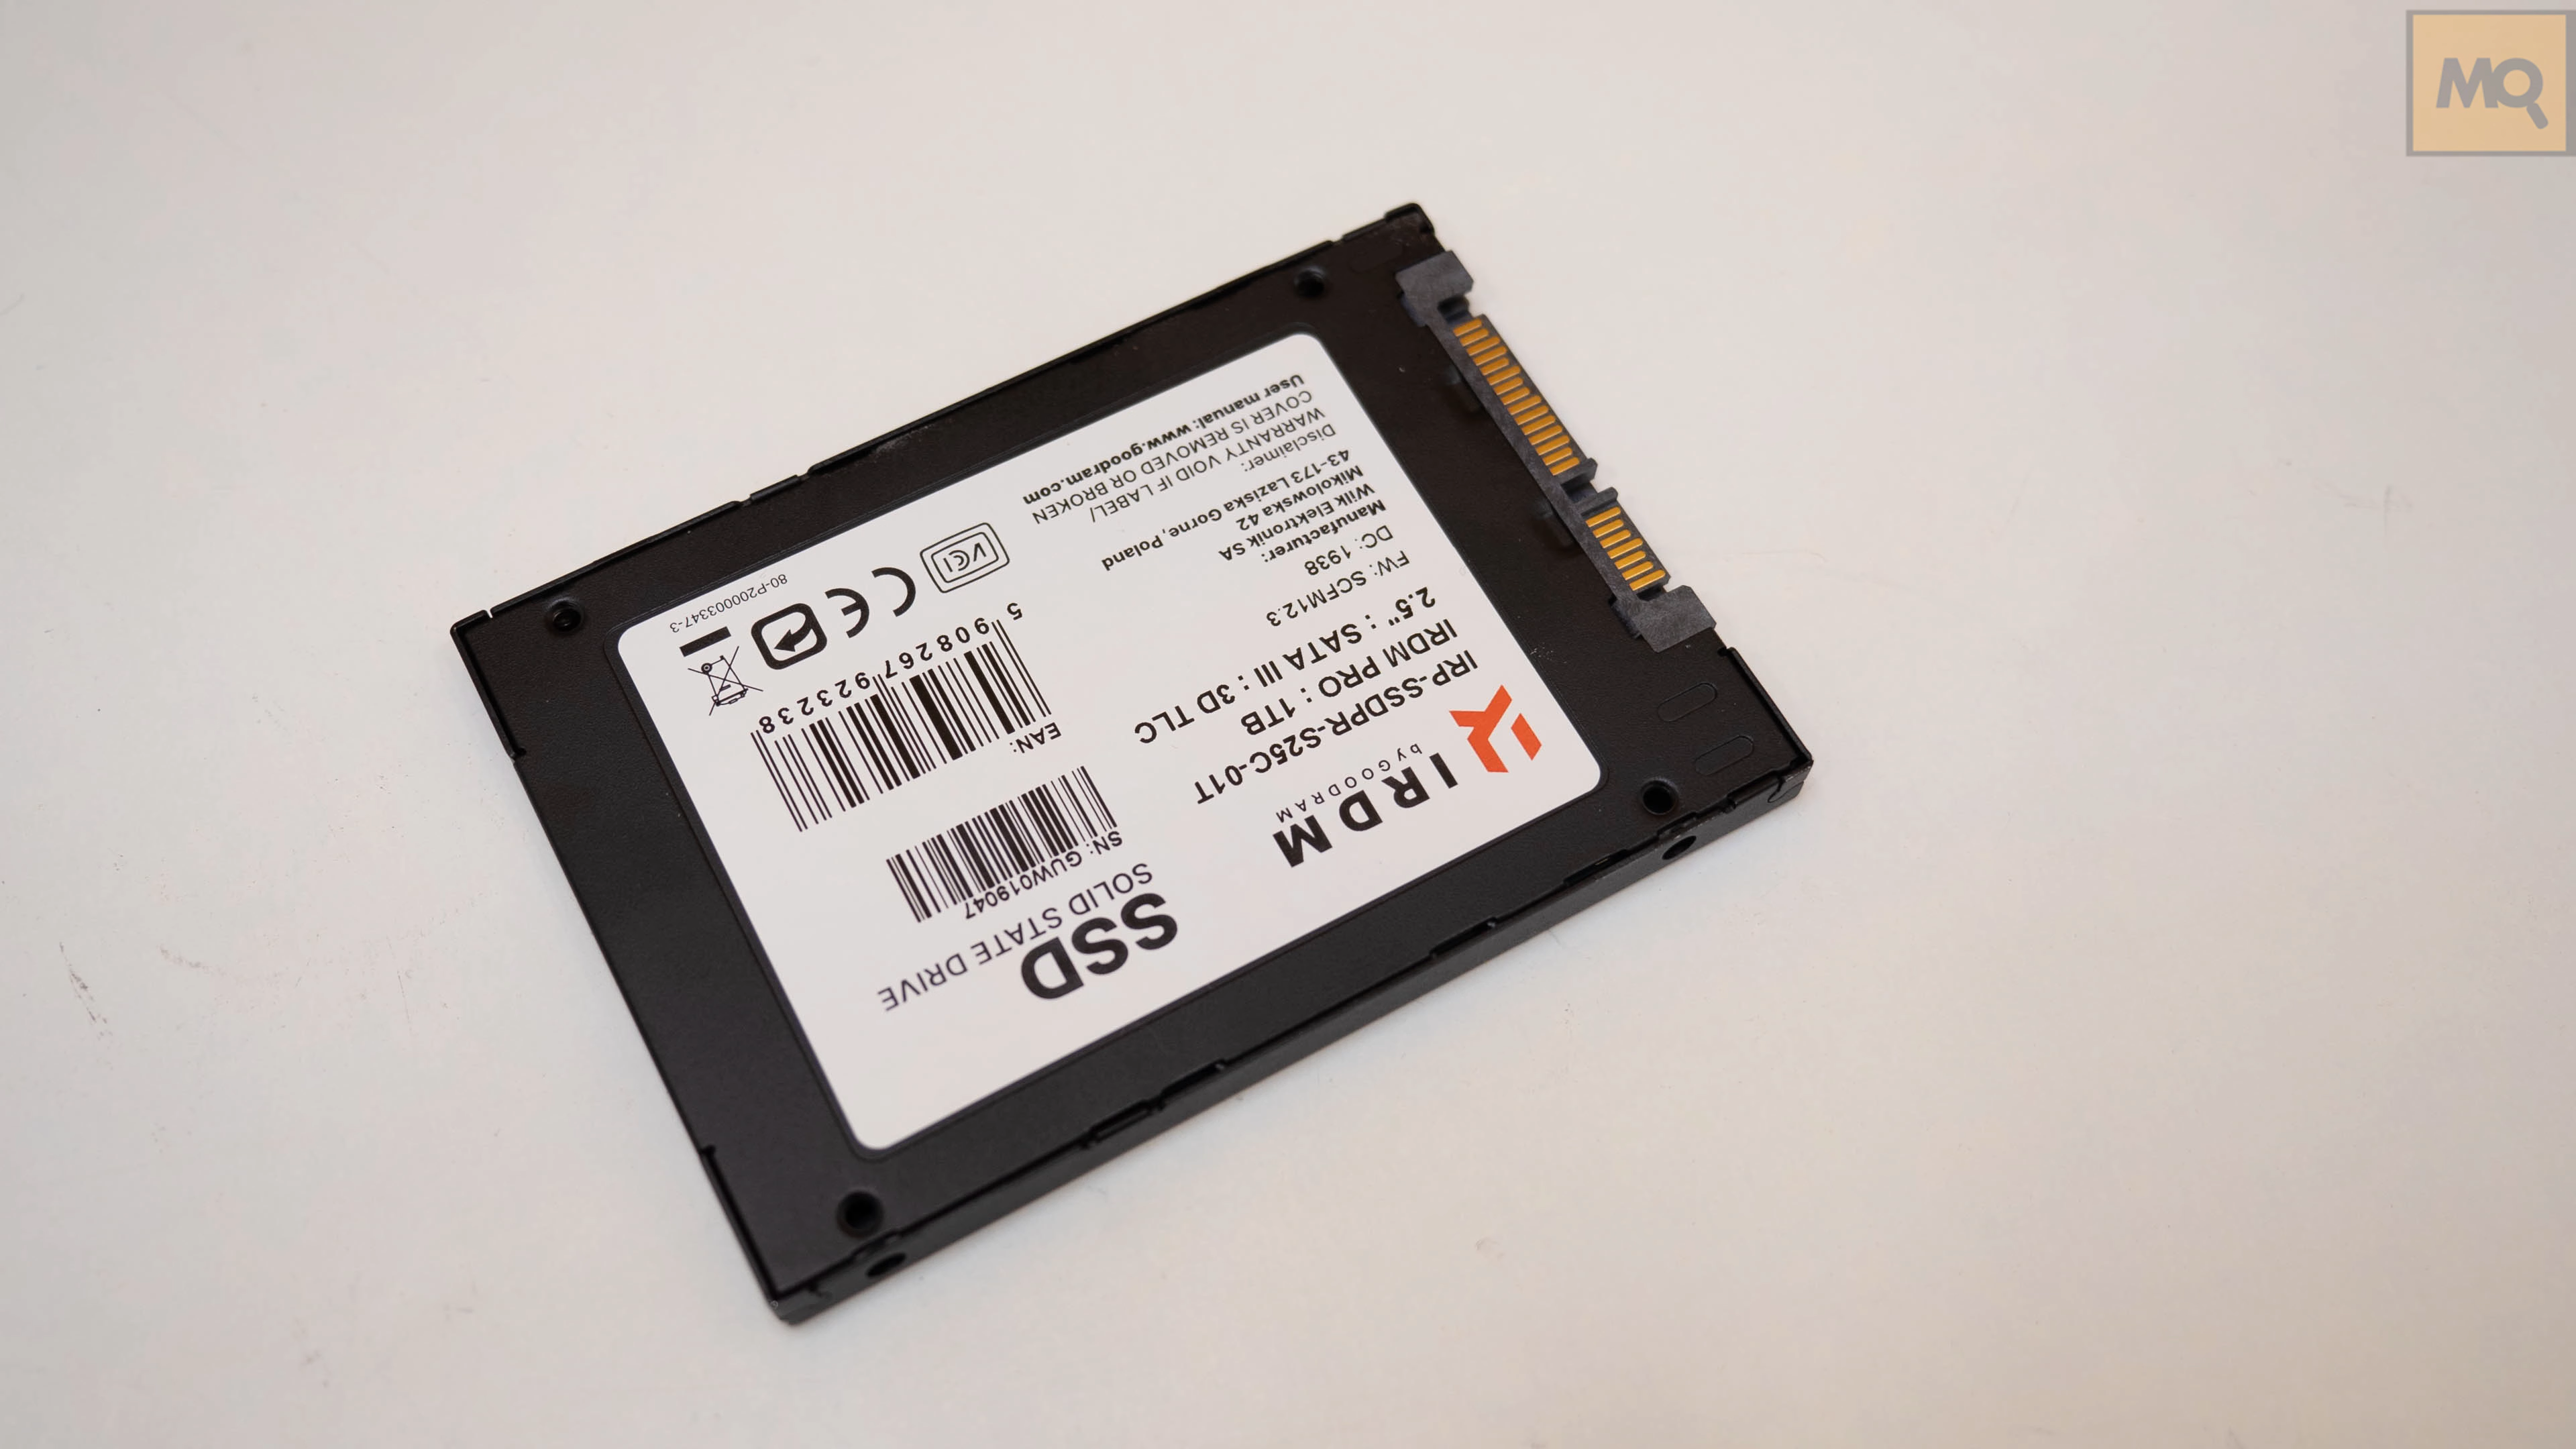 MQ
IRDM
by GOODRAM
IRP-SSDPR-S25C-01T
IRDM PRO : 1TB
2.5" : SATA III : 3D TLC
FW: SCFM12.3
DC: 1938
Manufacturer:
Wilk Elektronik SA
Mikolowska 42
43-173 Laziska Gorne, Poland
Disclaimer:
WARRANTY VOID IF LABEL/
COVER IS REMOVED OR BROKEN
User manual: www.goodram.com
SSD
SOLID STATE DRIVE
SN: GUW019047
EAN:
5 908267 923238
CE
VCI
80-P200003347-3